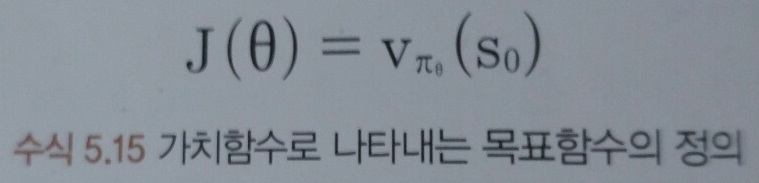 J(θ) = v_{π_θ}(s₀)
수식 5.15 가치함수로 나타내는 목표함수의 정의